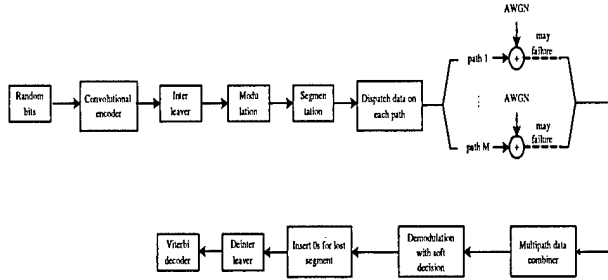 AWGN
may
failure
path 1
+
Random
bits
Convolutional
encoder
Inter
leaver
Modu
lation
Segmen
tation
Dispatch data on
each path
AWGN
may
failure
path M
+
Viterbi
decoder
Deinter
leaver
Insert 0s for lost
segment
Demodulation
with soft
decision
Multipath data
combiner